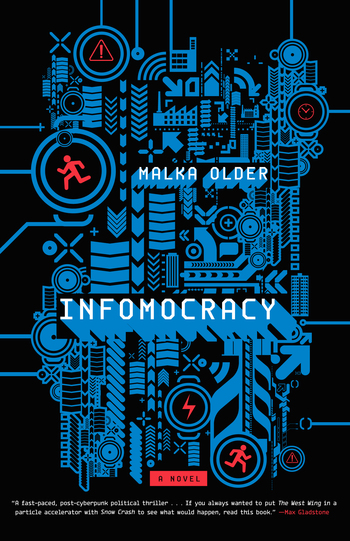 MALKA OLDER
INFOMOCRACY
A NOVEL
“A fast-paced, post-cyberpunk political thriller . . . If you always wanted to put The West Wing in a
particle accelerator with Snow Crash to see what would happen, read this book.” —Max Gladstone